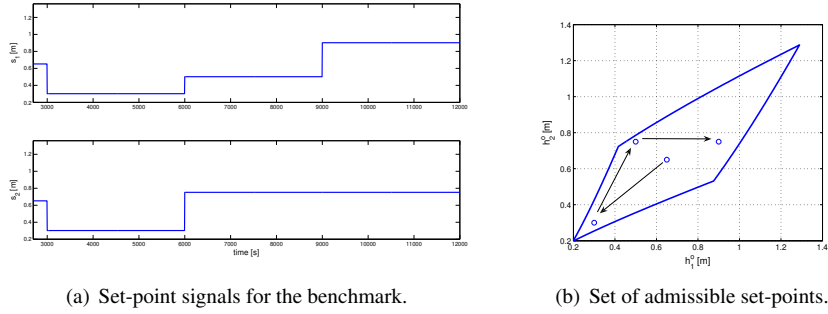 1.2
1
0.8
0.6
0.4
0.2
s1 [m]
3000 4000 5000 6000 7000 8000 9000 10000 11000 12000
1.2
1
0.8
0.6
0.4
0.2
s2 [m]
3000 4000 5000 6000 7000 8000 9000 10000 11000 12000
time [s]
(a) Set-point signals for the benchmark.
1.4
1.2
1
0.8
0.6
0.4
0.2
h2o [m]
0.2 0.4 0.6 0.8 1 1.2 1.4
h1o [m]
(b) Set of admissible set-points.